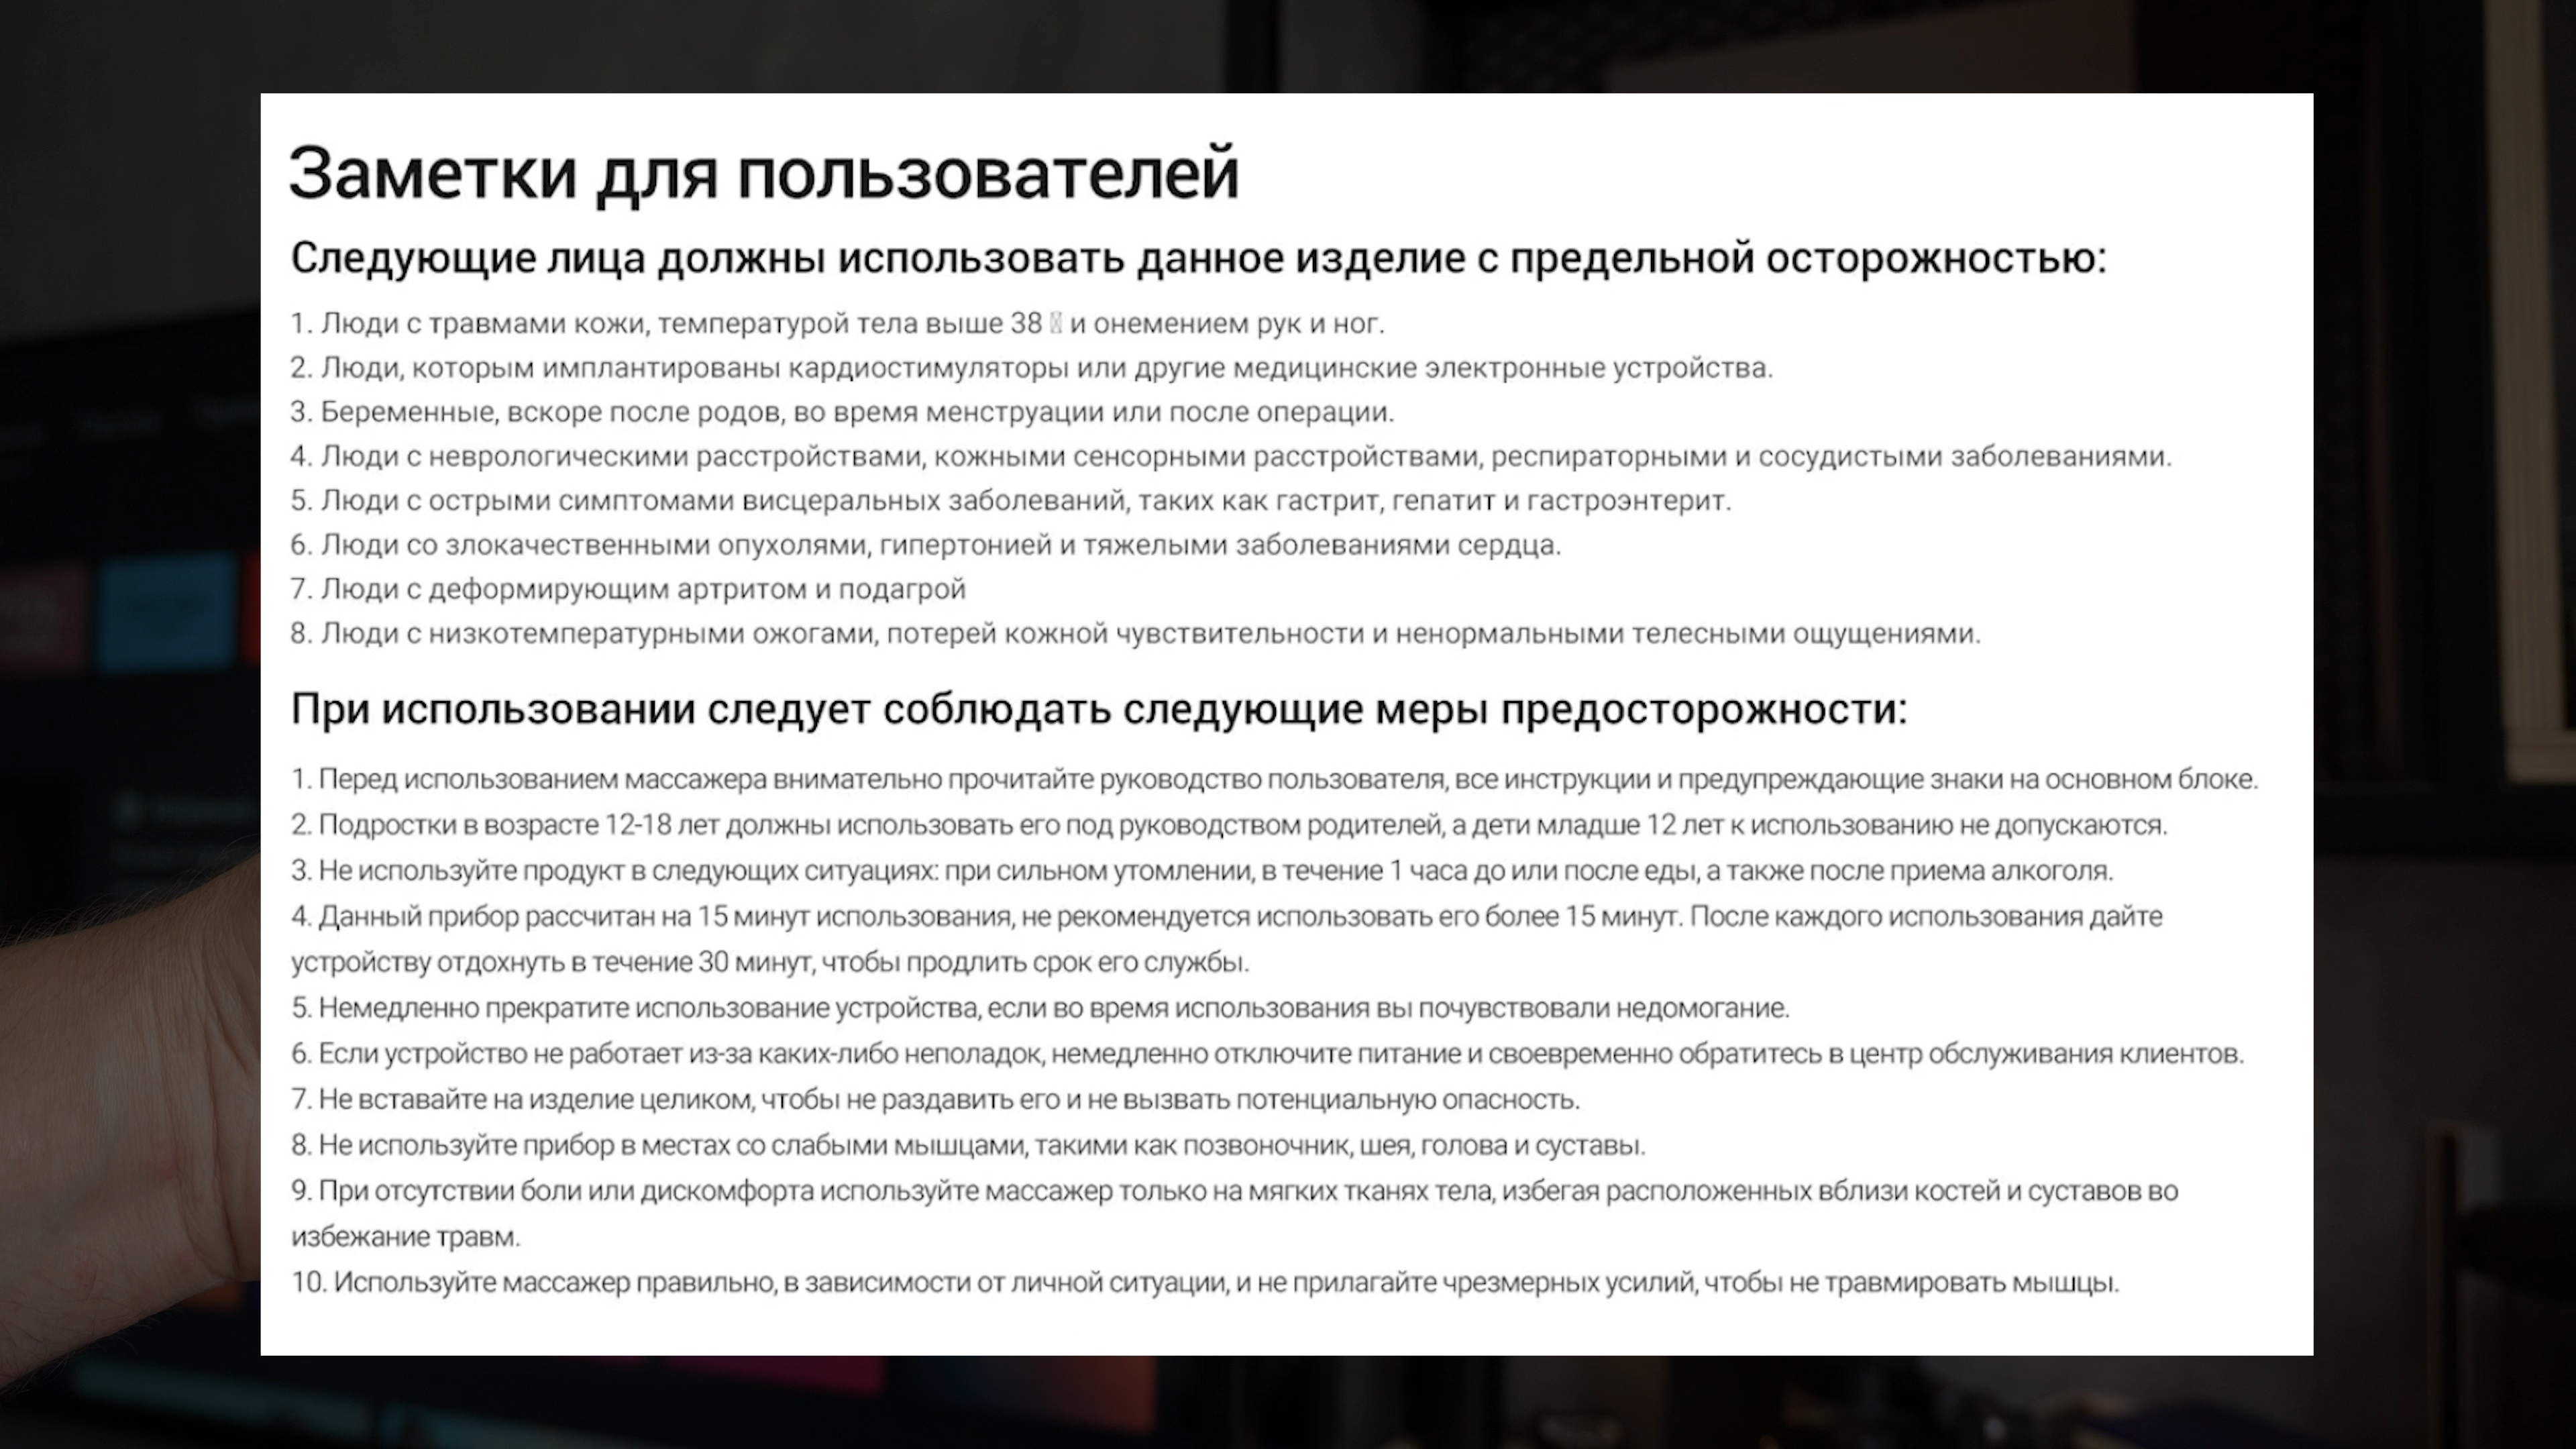 Заметки для пользователей
Следующие лица должны использовать данное изделие с предельной осторожностью:
1. Люди с травмами кожи, температурой тела выше 38 и онемением рук и ног.
2. Люди, которым имплантированы кардиостимуляторы или другие медицинские электронные устройства.
3. Беременные, вскоре после родов, во время менструации или после операции.
4. Люди с неврологическими расстройствами, кожными сенсорными расстройствами, респираторными и сосудистыми заболеваниями.
5. Люди с острыми симптомами висцеральных заболеваний, таких как гастрит, гепатит и гастроэнтерит.
6. Люди со злокачественными опухолями, гипертонией и тяжелыми заболеваниями сердца.
7. Люди с деформирующим артритом и подагрой
8. Люди с низкотемпературными ожогами, потерей кожной чувствительности и ненормальными телесными ощущениями.
При использовании следует соблюдать следующие меры предосторожности:
1. Перед использованием массажера внимательно прочитайте руководство пользователя, все инструкции и предупреждающие знаки на основном блоке.
2. Подростки в возрасте 12-18 лет должны использовать его под руководством родителей, а дети младше 12 лет к использованию не допускаются.
3. Не используйте продукт в следующих ситуациях: при сильном утомлении, в течение 1 часа до или после еды, а также после приема алкоголя.
4. Данный прибор рассчитан на 15 минут использования, не рекомендуется использовать его более 15 минут. После каждого использования дайте
устройству отдохнуть в течение 30 минут, чтобы продлить срок его службы.
5. Немедленно прекратите использование устройства, если во время использования вы почувствовали недомогание.
6. Если устройство не работает из-за каких-либо неполадок, немедленно отключите питание и своевременно обратитесь в центр обслуживания клиентов.
7. Не вставайте на изделие целиком, чтобы не раздавить его и не вызвать потенциальную опасность.
8. Не используйте прибор в местах со слабыми мышцами, такими как позвоночник, шея, голова и суставы.
9. При отсутствии боли или дискомфорта используйте массажер только на мягких тканях тела, избегая расположенных вблизи костей и суставов во
избежание травм.
10. Используйте массажер правильно, в зависимости от личной ситуации, и не прилагайте чрезмерных усилий, чтобы не травмировать мышцы.